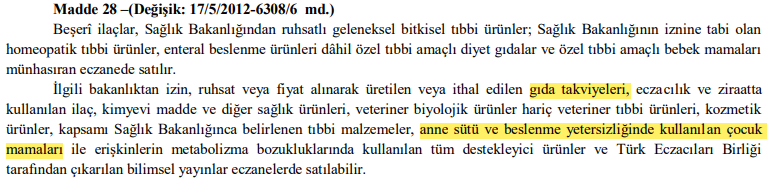 Madde 28 –(Değişik: 17/5/2012-6308/6 md.)
Beşerî ilaçlar, Sağlık Bakanlığından ruhsatlı geleneksel bitkisel tıbbi ürünler; Sağlık Bakanlığının iznine tabi olan
homeopatik tıbbi ürünler, enteral beslenme ürünleri dâhil özel tıbbi amaçlı diyet gıdalar ve özel tıbbi amaçlı bebek mamaları
münhasıran eczanede satılır.
İlgili bakanlıktan izin, ruhsat veya fiyat alınarak üretilen veya ithal edilen gıda takviyeleri, eczacılık ve ziraatta
kullanılan ilaç, kimyevi madde ve diğer sağlık ürünleri, veteriner biyolojik ürünler hariç veteriner tıbbi ürünleri, kozmetik
ürünler, kapsamı Sağlık Bakanlığınca belirlenen tıbbi malzemeler, anne sütü ve beslenme yetersizliğinde kullanılan çocuk
mamaları ile erişkinlerin metabolizma bozukluklarında kullanılan tüm destekleyici ürünler ve Türk Eczacıları Birliği
tarafından çıkarılan bilimsel yayınlar eczanelerde satılabilir.